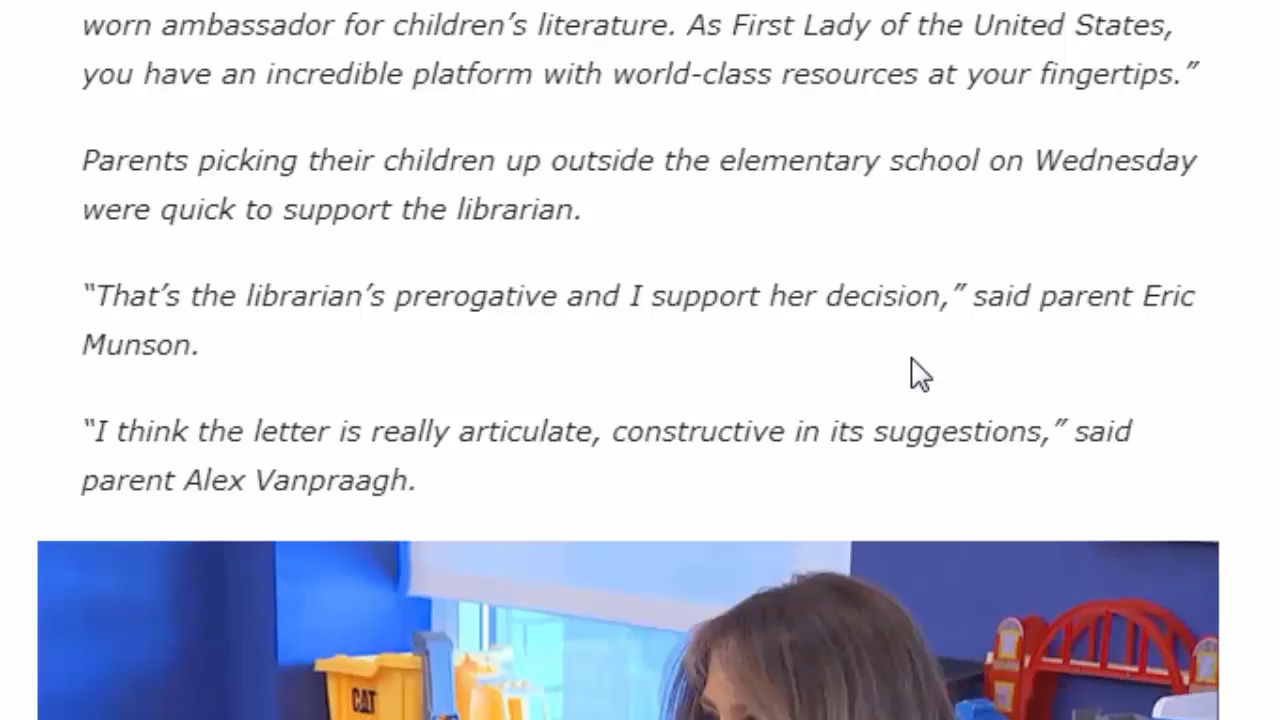 worn ambassador for children’s literature. As First Lady of the United States,
you have an incredible platform with world-class resources at your fingertips.”
Parents picking their children up outside the elementary school on Wednesday
were quick to support the librarian.
“That’s the librarian’s prerogative and I support her decision,” said parent Eric
Munson.
“I think the letter is really articulate, constructive in its suggestions,” said
parent Alex Vanpraagh.
CAT